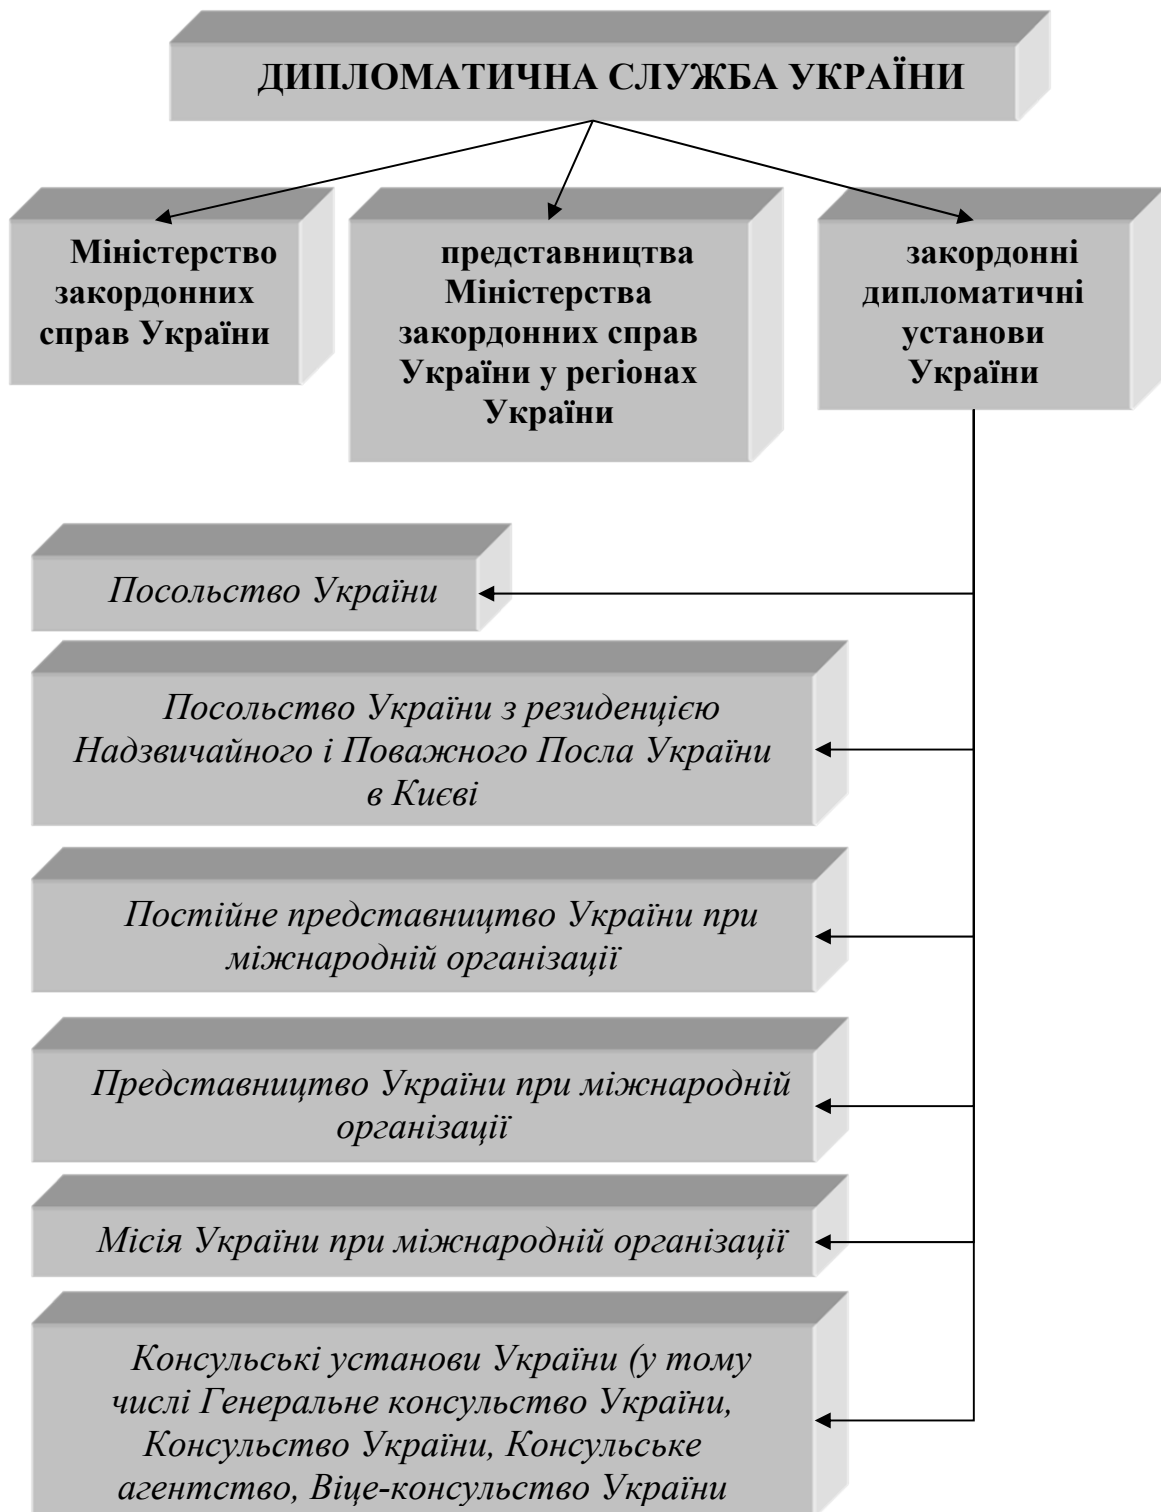 ДИПЛОМАТИЧНА СЛУЖБА УКРАЇНИ
Міністерство
закордонних
справ України
представництва
Міністерства
закордонних справ
України у регіонах
України
закордонні
дипломатичні
установи
України
Посольство України
Посольство України з резиденцією
Надзвичайного і Поважного Посла України
в Києві
Постійне представництво України при
міжнародній організації
Представництво України при міжнародній
організації
Місія України при міжнародній організації
Консульські установи України (у тому
числі Генеральне консульство України,
Консульство України, Консульське
агентство, Віце-консульство України